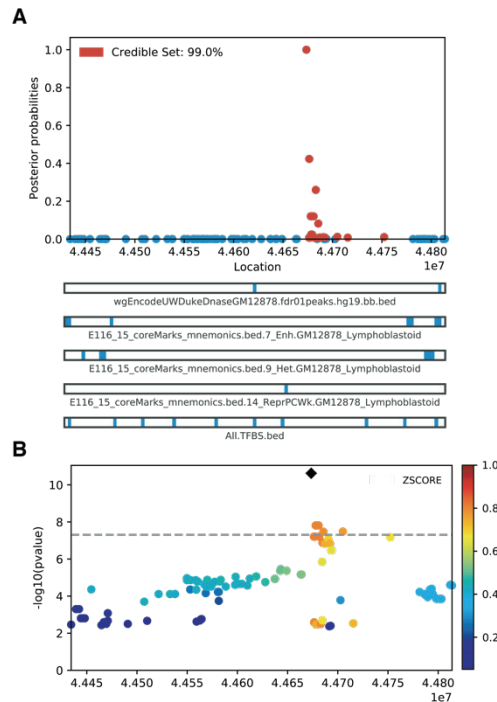 A
Credible Set: 99.0%
Posterior probabilities
1.0
0.8
0.6
0.4
0.2
0.0
4.445 4.450 4.455 4.460 4.465 4.470 4.475 4.480
Location
1e7
wgEncodeUWDukeDnaseGM12878.fdr01peaks.hg19.bb.bed
E116_15_coreMarks_mnemonics.bed.7_Enh.GM12878_Lymphoblastoid
E116_15_coreMarks_mnemonics.bed.9_Het.GM12878_Lymphoblastoid
E116_15_coreMarks_mnemonics.bed.14_ReprPCWk.GM12878_Lymphoblastoid
All.TFBS.bed
B
ZSCORE
-log10(pvalue)
10
8
6
4
2
0
4.445 4.450 4.455 4.460 4.465 4.470 4.475 4.480
1e7
1.0
0.8
0.6
0.4
0.2